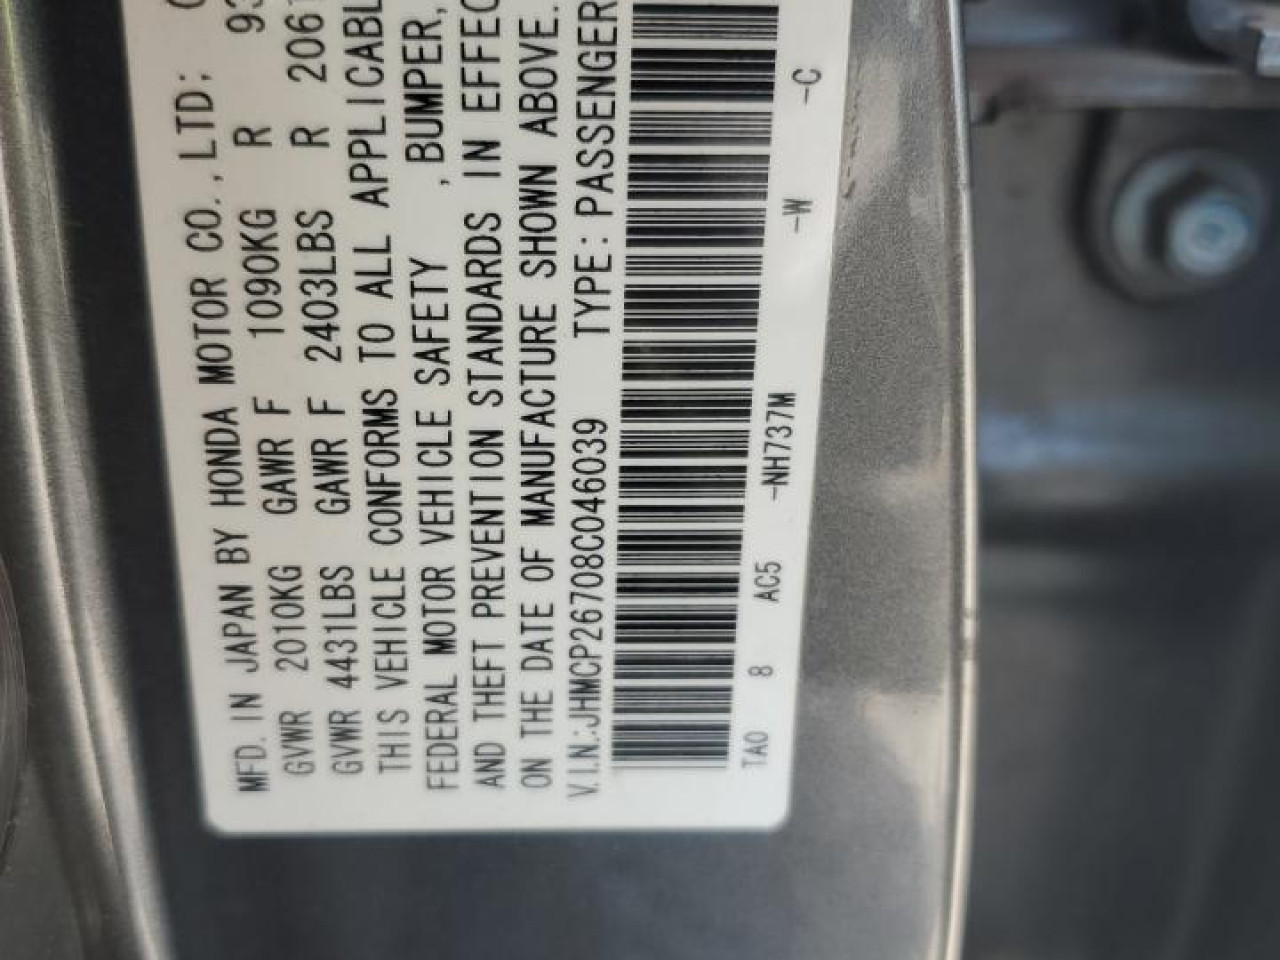 MFD. IN JAPAN BY HONDA MOTOR CO., LTD;
GVWR 2010KG GAWR F 1090KG R 93
GVWR 4431LBS GAWR F 2403LBS R 206
THIS VEHICLE CONFORMS TO ALL APPLICABL
FEDERAL MOTOR VEHICLE SAFETY , BUMPER,
AND THEFT PREVENTION STANDARDS IN EFFEC
ON THE DATE OF MANUFACTURE SHOWN ABOVE.
V.I.N.:JHMCP26708C046039 TYPE: PASSENGER
TA0 8 AC5 -NH737M -W -C